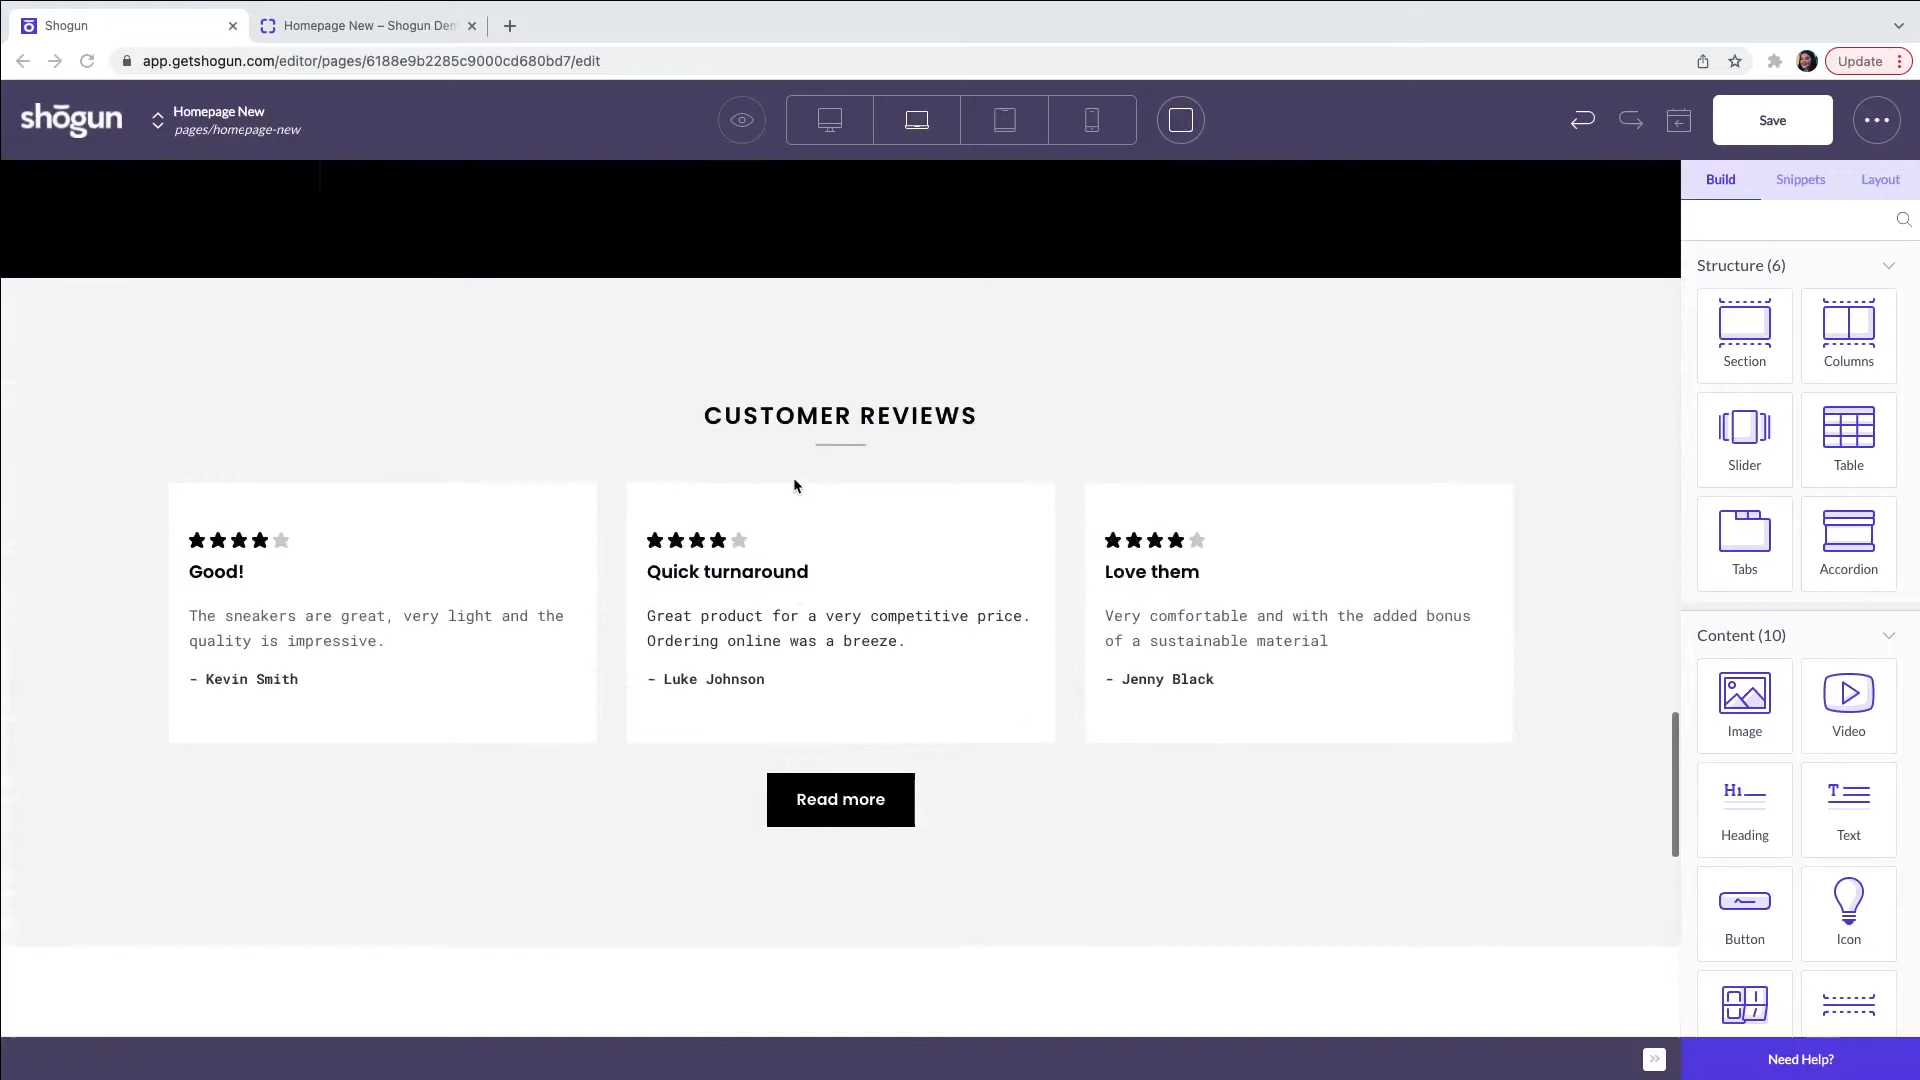 Shogun
Homepage New – Shogun Dem
app.getshogun.com/editor/pages/6188e9b2285c9000cd680bd7/edit
Update
shōgun
Homepage New
pages/homepage-new
Save
Build
Snippets
Layout
Structure (6)
Section
Columns
Slider
Table
Tabs
Accordion
Content (10)
Image
Video
Heading
Text
Button
Icon
Need Help?
CUSTOMER REVIEWS
Good!
The sneakers are great, very light and the
quality is impressive.
- Kevin Smith
Quick turnaround
Great product for a very competitive price.
Ordering online was a breeze.
- Luke Johnson
Love them
Very comfortable and with the added bonus
of a sustainable material
- Jenny Black
Read more